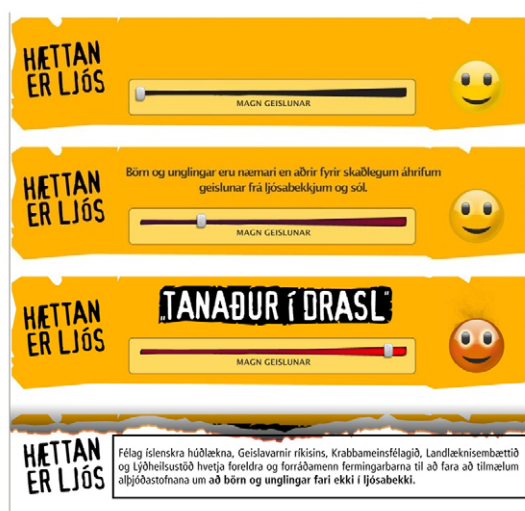 HÆTTAN
ER LJÓS
MAGN GEISLUNAR
HÆTTAN
ER LJÓS
Börn og unglingar eru næmari en aðrir fyrir skaðlegum áhrifum
geislunar frá ljósabekkjum og sól.
MAGN GEISLUNAR
HÆTTAN
ER LJÓS
„TANAÐUR Í DRASL"
MAGN GEISLUNAR
HÆTTAN
ER LJÓS
Félag íslenskra húðlækna, Geislavarnir ríkisins, Krabbameinsfélagið, Landlæknisembættið
og Lýðheilsustöð hvetja foreldra og forráðamenn fermingarbarna til að fara að tilmælum
alþjóðastofnana um að börn og unglingar fari ekki í ljósabekki.